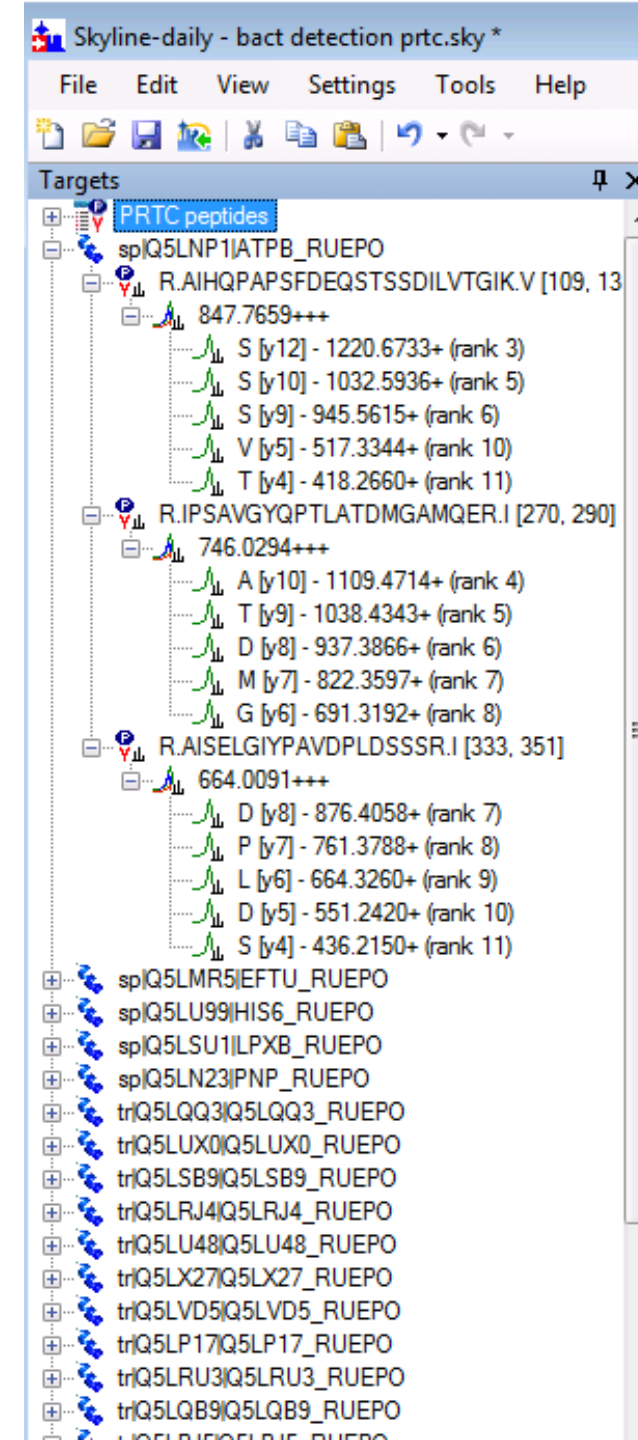 Skyline-daily - bact detection prtc.sky *
File Edit View Settings Tools Help
Targets
PRTC peptides
sp|Q5LNP1|ATPB_RUEPO
R.AIHQPAPSFDEQSTSSDILVTGIK.V [109, 13
847.7659+++
S [y12] - 1220.6733+ (rank 3)
S [y10] - 1032.5936+ (rank 5)
S [y9] - 945.5615+ (rank 6)
V [y5] - 517.3344+ (rank 10)
T [y4] - 418.2660+ (rank 11)
R.IPSAVGYQPTLATDMGAMQER.I [270, 290]
746.0294+++
A [y10] - 1109.4714+ (rank 4)
T [y9] - 1038.4343+ (rank 5)
D [y8] - 937.3866+ (rank 6)
M [y7] - 822.3597+ (rank 7)
G [y6] - 691.3192+ (rank 8)
R.AISELGIYPAVDPLDSSSR.I [333, 351]
664.0091+++
D [y8] - 876.4058+ (rank 7)
P [y7] - 761.3788+ (rank 8)
L [y6] - 664.3260+ (rank 9)
D [y5] - 551.2420+ (rank 10)
S [y4] - 436.2150+ (rank 11)
sp|Q5LMR5|EFTU_RUEPO
sp|Q5LU99|HIS6_RUEPO
sp|Q5LSU1|LPXB_RUEPO
sp|Q5LN23|PNP_RUEPO
tr|Q5LQQ3|Q5LQQ3_RUEPO
tr|Q5LUX0|Q5LUX0_RUEPO
tr|Q5LSB9|Q5LSB9_RUEPO
tr|Q5LRJ4|Q5LRJ4_RUEPO
tr|Q5LU48|Q5LU48_RUEPO
tr|Q5LX27|Q5LX27_RUEPO
tr|Q5LVD5|Q5LVD5_RUEPO
tr|Q5LP17|Q5LP17_RUEPO
tr|Q5LRU3|Q5LRU3_RUEPO
tr|Q5LQB9|Q5LQB9_RUEPO